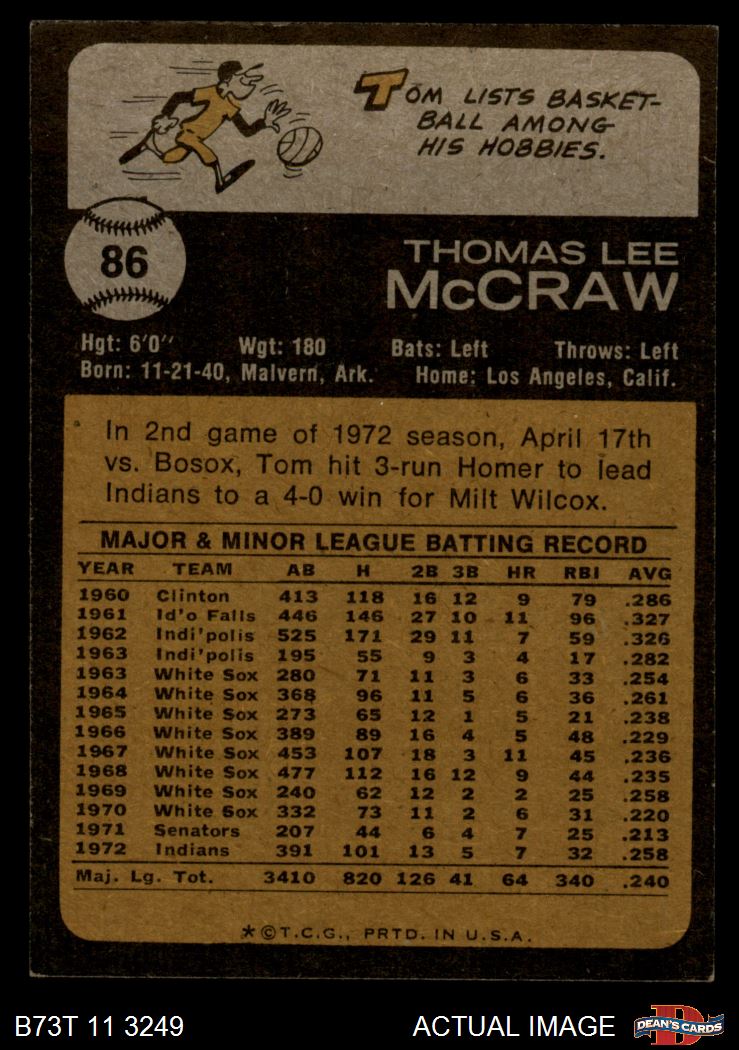 TOM LISTS BASKET-
BALL AMONG
HIS HOBBIES.
86
THOMAS LEE
McCRAW
Hgt: 6'0" Wgt: 180 Bats: Left Throws: Left
Born: 11-21-40, Malvern, Ark. Home: Los Angeles, Calif.
In 2nd game of 1972 season, April 17th
vs. Bosox, Tom hit 3-run Homer to lead
Indians to a 4-0 win for Milt Wilcox.
MAJOR & MINOR LEAGUE BATTING RECORD
YEAR TEAM AB H 2B 3B HR RBI AVG
1960 Clinton 413 118 16 12 9 79 .286
1961 Id'o Falls 446 146 27 10 11 96 .327
1962 Indi'polis 525 171 29 11 7 59 .326
1963 Indi'polis 195 55 9 3 4 17 .282
1963 White Sox 280 71 11 3 6 33 .254
1964 White Sox 368 96 11 5 6 36 .261
1965 White Sox 273 65 12 1 5 21 .238
1966 White Sox 389 89 16 4 5 48 .229
1967 White Sox 453 107 18 3 11 45 .236
1968 White Sox 477 112 16 12 9 44 .235
1969 White Sox 240 62 12 2 2 25 .258
1970 White Sox 332 73 11 2 6 31 .220
1971 Senators 207 44 6 4 7 25 .213
1972 Indians 391 101 13 5 7 32 .258
Maj. Lg. Tot. 3410 820 126 41 64 340 .240
*©T.C.G., PRTD. IN U.S.A.
B73T 11 3249 ACTUAL IMAGE D DEAN'S CARDS